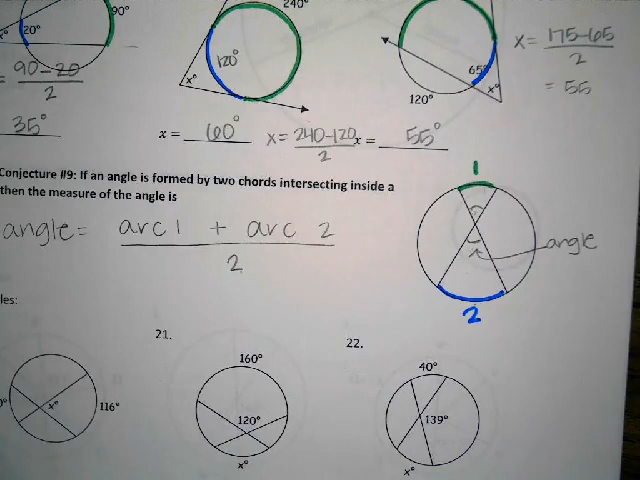 90°
240°
20°
120°
65°
x°
x°
120°
x = 175-65
2
= 55
= 90-20
2
35°
x = 60°
x = 240-120
2
x = 55°
Conjecture #9: If an angle is formed by two chords intersecting inside a
then the measure of the angle is
angle = arc 1 + arc 2
2
1
angle
2
les:
21.
22.
x°
116°
160°
120°
x°
40°
139°
x°